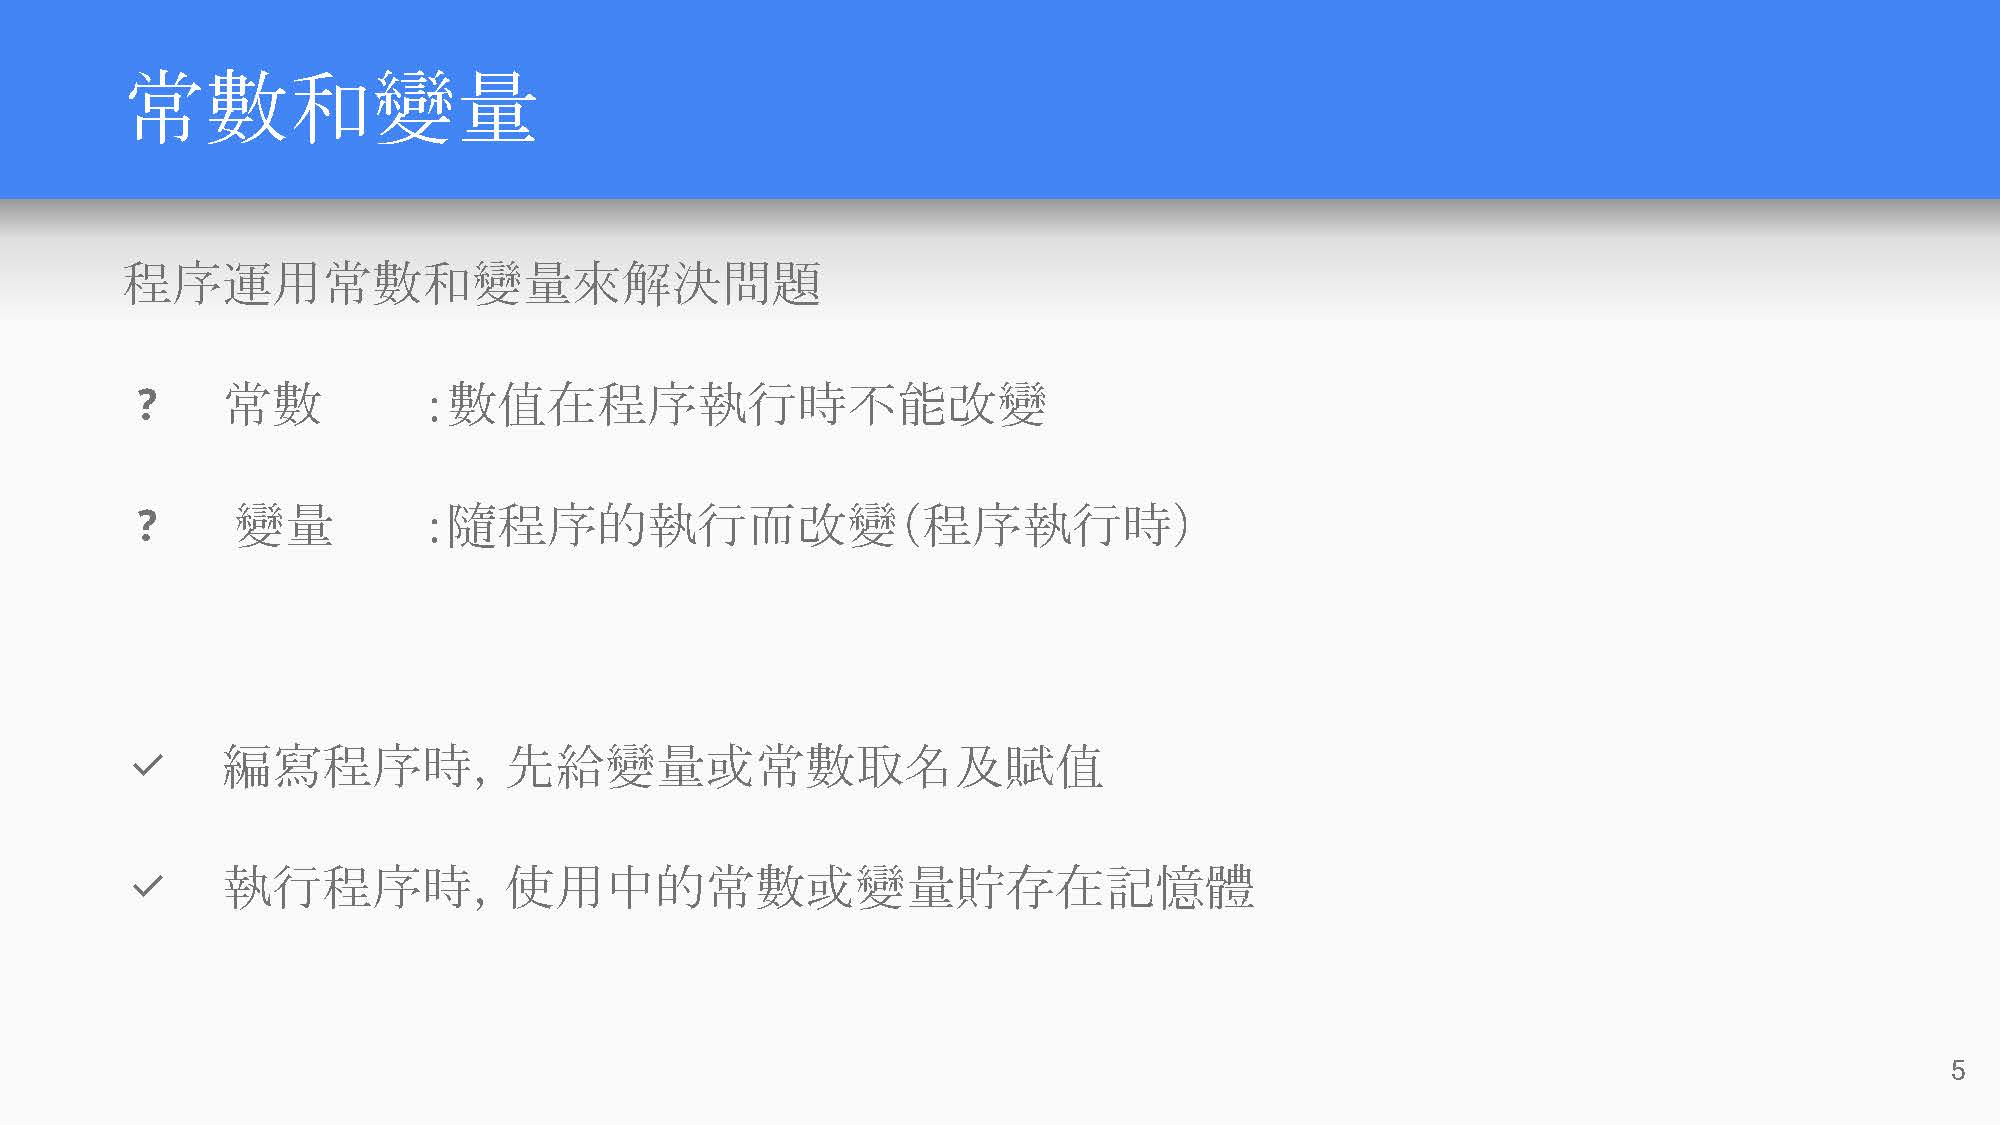 常數和變量
程序運用常數和變量來解決問題
? 常數 :數值在程序執行時不能改變
? 變量 :隨程序的執行而改變(程序執行時)
✓ 編寫程序時, 先給變量或常數取名及賦值
✓ 執行程序時, 使用中的常數或變量貯存在記憶體
5